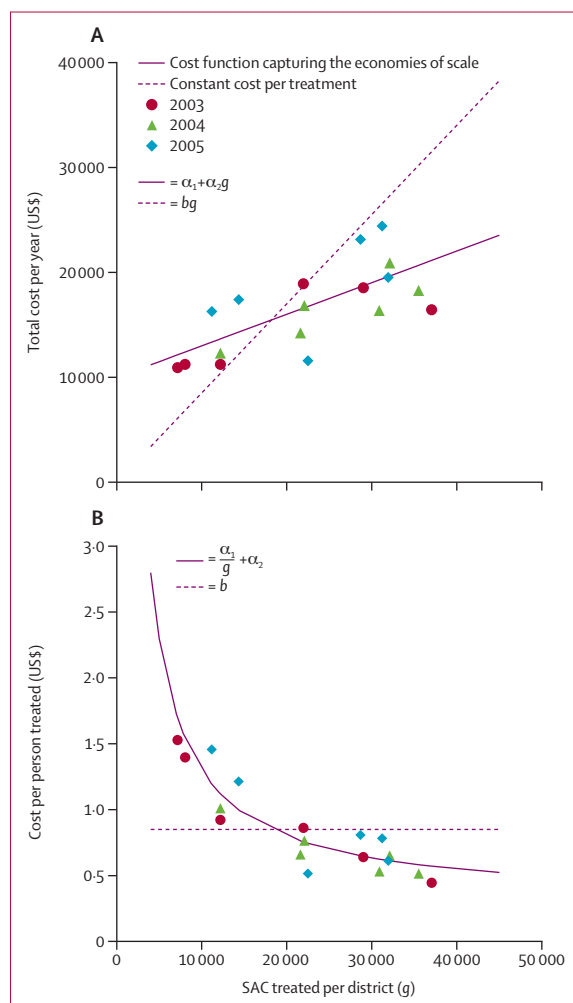 A
Cost function capturing the economies of scale
Constant cost per treatment
2003
2004
2005
= α₁+α₂g
= bg
Total cost per year (US$)
40 000
30 000
20 000
10 000
0
B
= α₁/g +α₂
= b
Cost per person treated (US$)
3·0
2·5
2·0
1·5
1·0
0·5
0
0 10 000 20 000 30 000 40 000 50 000
SAC treated per district (g)